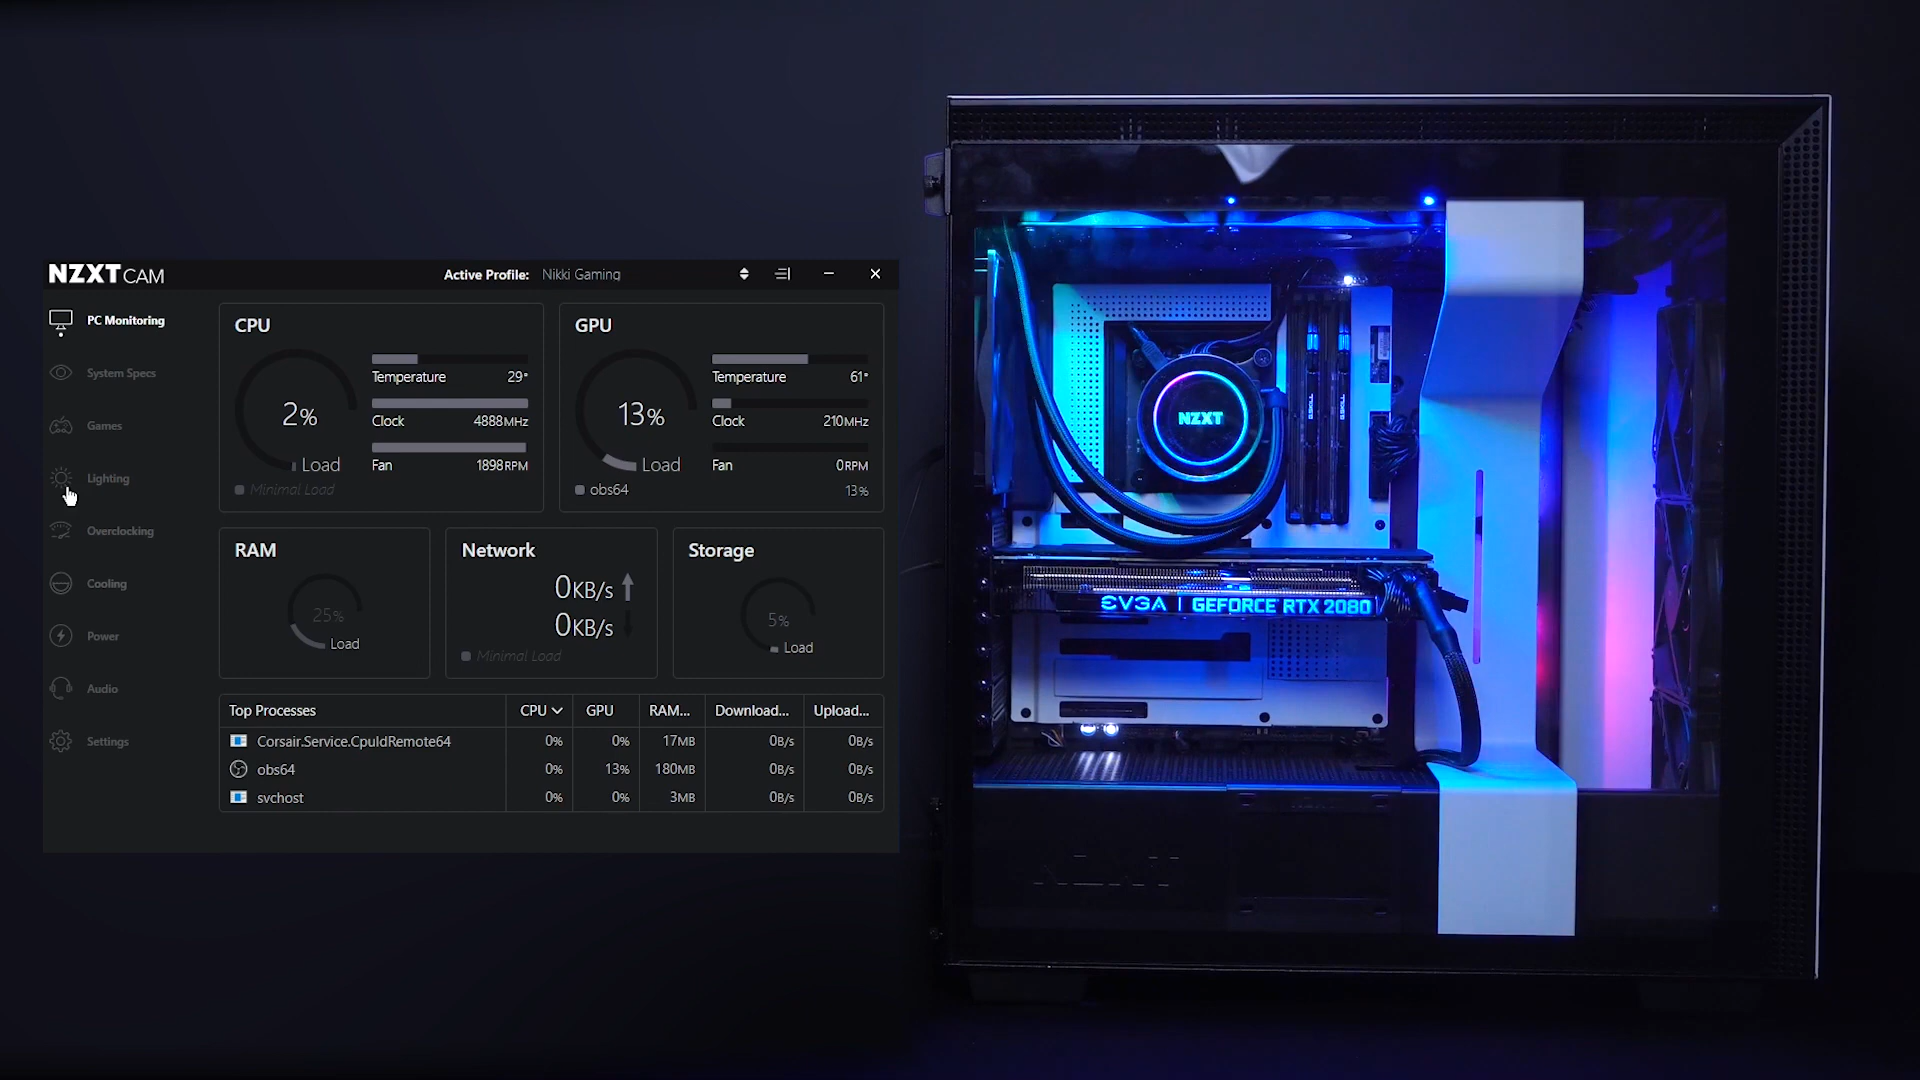 NZXT CAM
Active Profile: Nikki Gaming
PC Monitoring
System Specs
Games
Lighting
Overclocking
Cooling
Power
Audio
Settings
CPU
2%
Load
Minimal Load
Temperature 29°
Clock 4888MHz
Fan 1898RPM
GPU
13%
Load
obs64 13%
Temperature 61°
Clock 210MHz
Fan 0RPM
RAM
25%
Load
Network
0KB/s
0KB/s
Minimal Load
Storage
5%
Load
Top Processes CPU GPU RAM... Download... Upload...
Corsair.Service.CpuIdRemote64 0% 0% 17MB 0B/s 0B/s
obs64 0% 13% 180MB 0B/s 0B/s
svchost 0% 0% 3MB 0B/s 0B/s
NZXT
G.SKILL
G.SKILL
EVGA | GEFORCE RTX 2080
NZXT